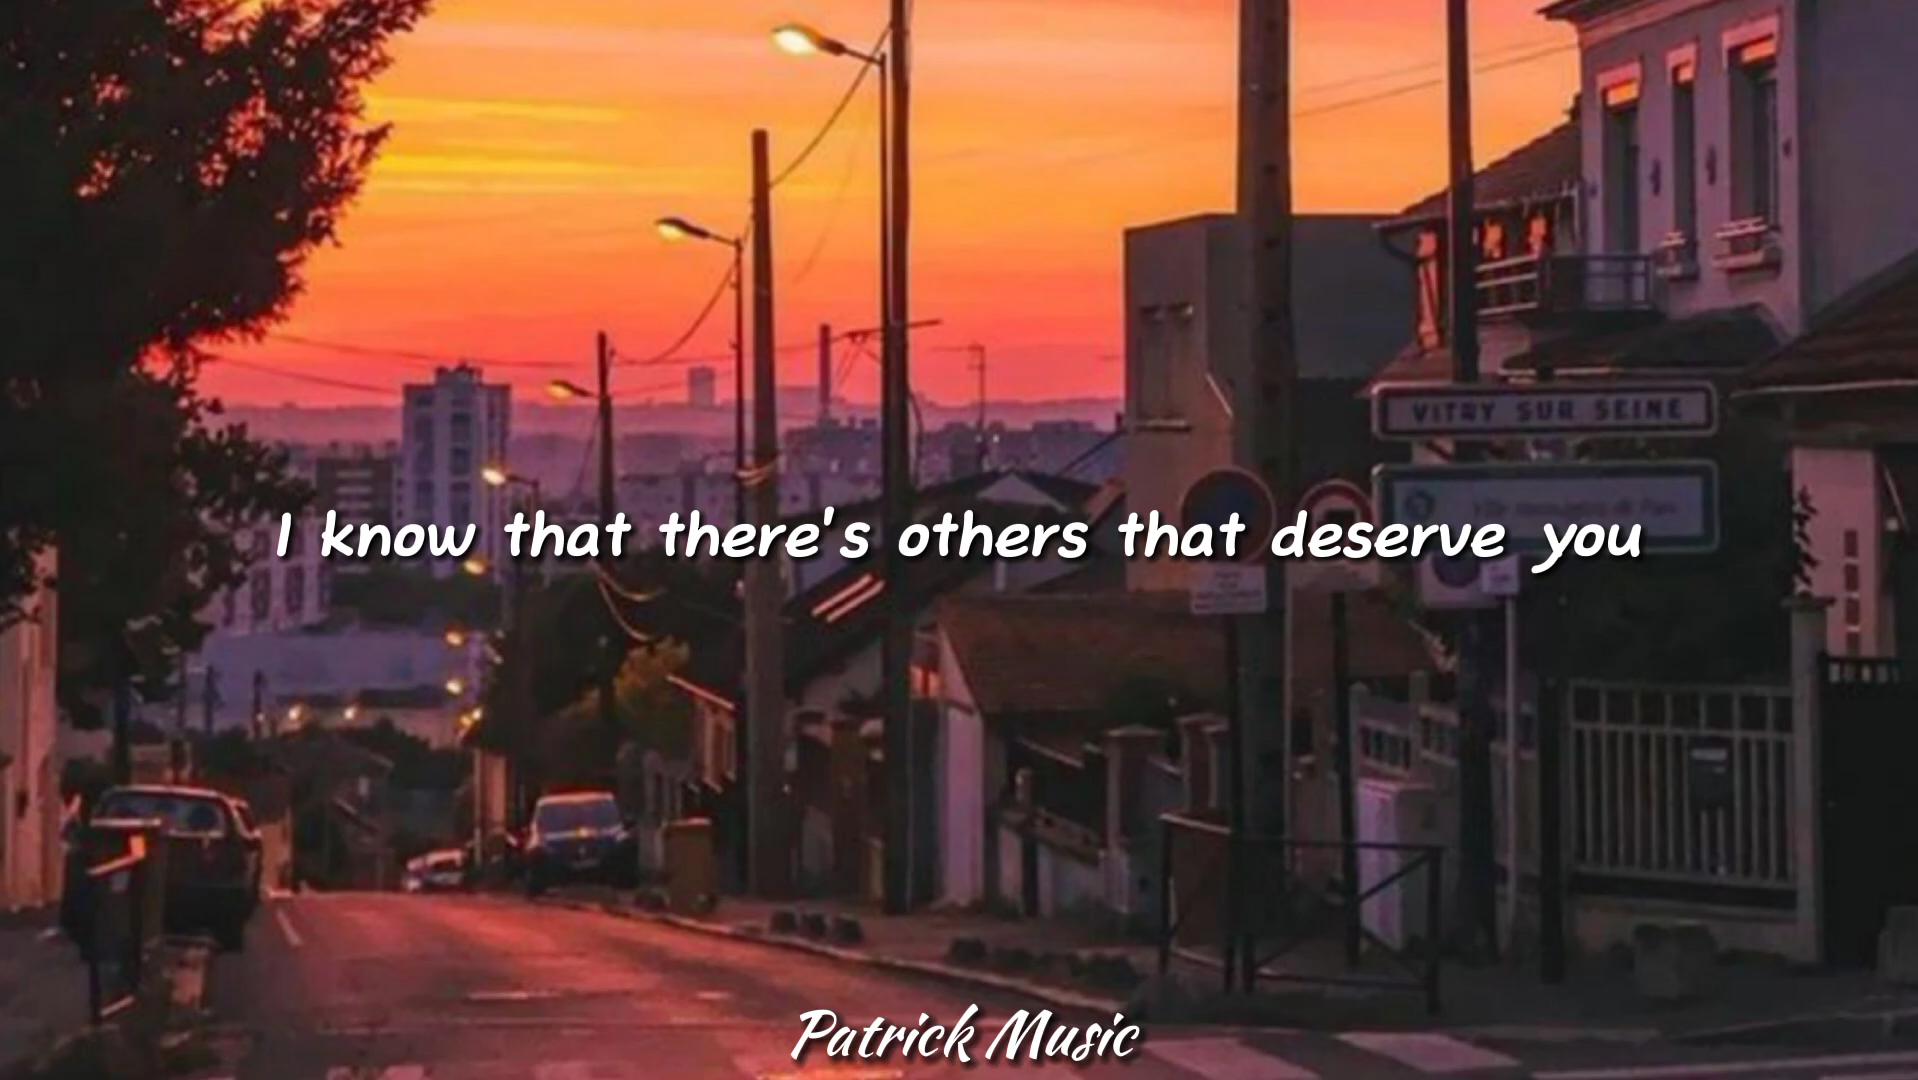 VITRY SUR SEINE
I know that there's others that deserve you
Patrick Music